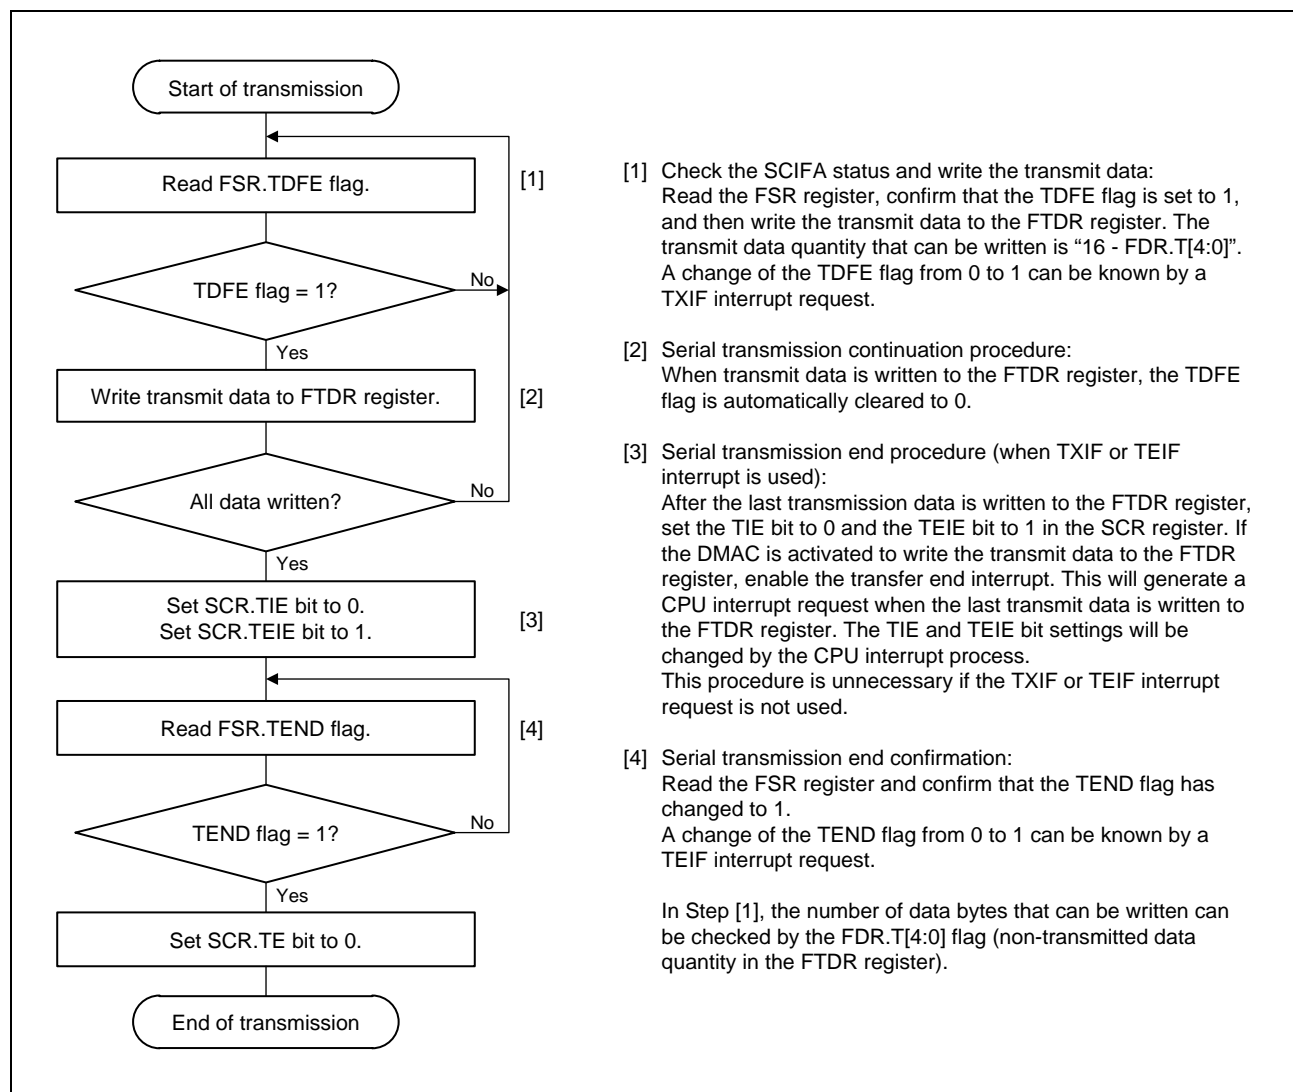 Start of transmission
Read FSR.TDFE flag.
[1]
TDFE flag = 1?
No
Yes
Write transmit data to FTDR register.
[2]
All data written?
No
Yes
Set SCR.TIE bit to 0.
Set SCR.TEIE bit to 1.
[3]
Read FSR.TEND flag.
[4]
TEND flag = 1?
No
Yes
Set SCR.TE bit to 0.
End of transmission
[1] Check the SCIFA status and write the transmit data:
Read the FSR register, confirm that the TDFE flag is set to 1,
and then write the transmit data to the FTDR register. The
transmit data quantity that can be written is “16 - FDR.T[4:0]”.
A change of the TDFE flag from 0 to 1 can be known by a
TXIF interrupt request.
[2] Serial transmission continuation procedure:
When transmit data is written to the FTDR register, the TDFE
flag is automatically cleared to 0.
[3] Serial transmission end procedure (when TXIF or TEIF
interrupt is used):
After the last transmission data is written to the FTDR register,
set the TIE bit to 0 and the TEIE bit to 1 in the SCR register. If
the DMAC is activated to write the transmit data to the FTDR
register, enable the transfer end interrupt. This will generate a
CPU interrupt request when the last transmit data is written to
the FTDR register. The TIE and TEIE bit settings will be
changed by the CPU interrupt process.
This procedure is unnecessary if the TXIF or TEIF interrupt
request is not used.
[4] Serial transmission end confirmation:
Read the FSR register and confirm that the TEND flag has
changed to 1.
A change of the TEND flag from 0 to 1 can be known by a
TEIF interrupt request.
In Step [1], the number of data bytes that can be written can
be checked by the FDR.T[4:0] flag (non-transmitted data
quantity in the FTDR register).